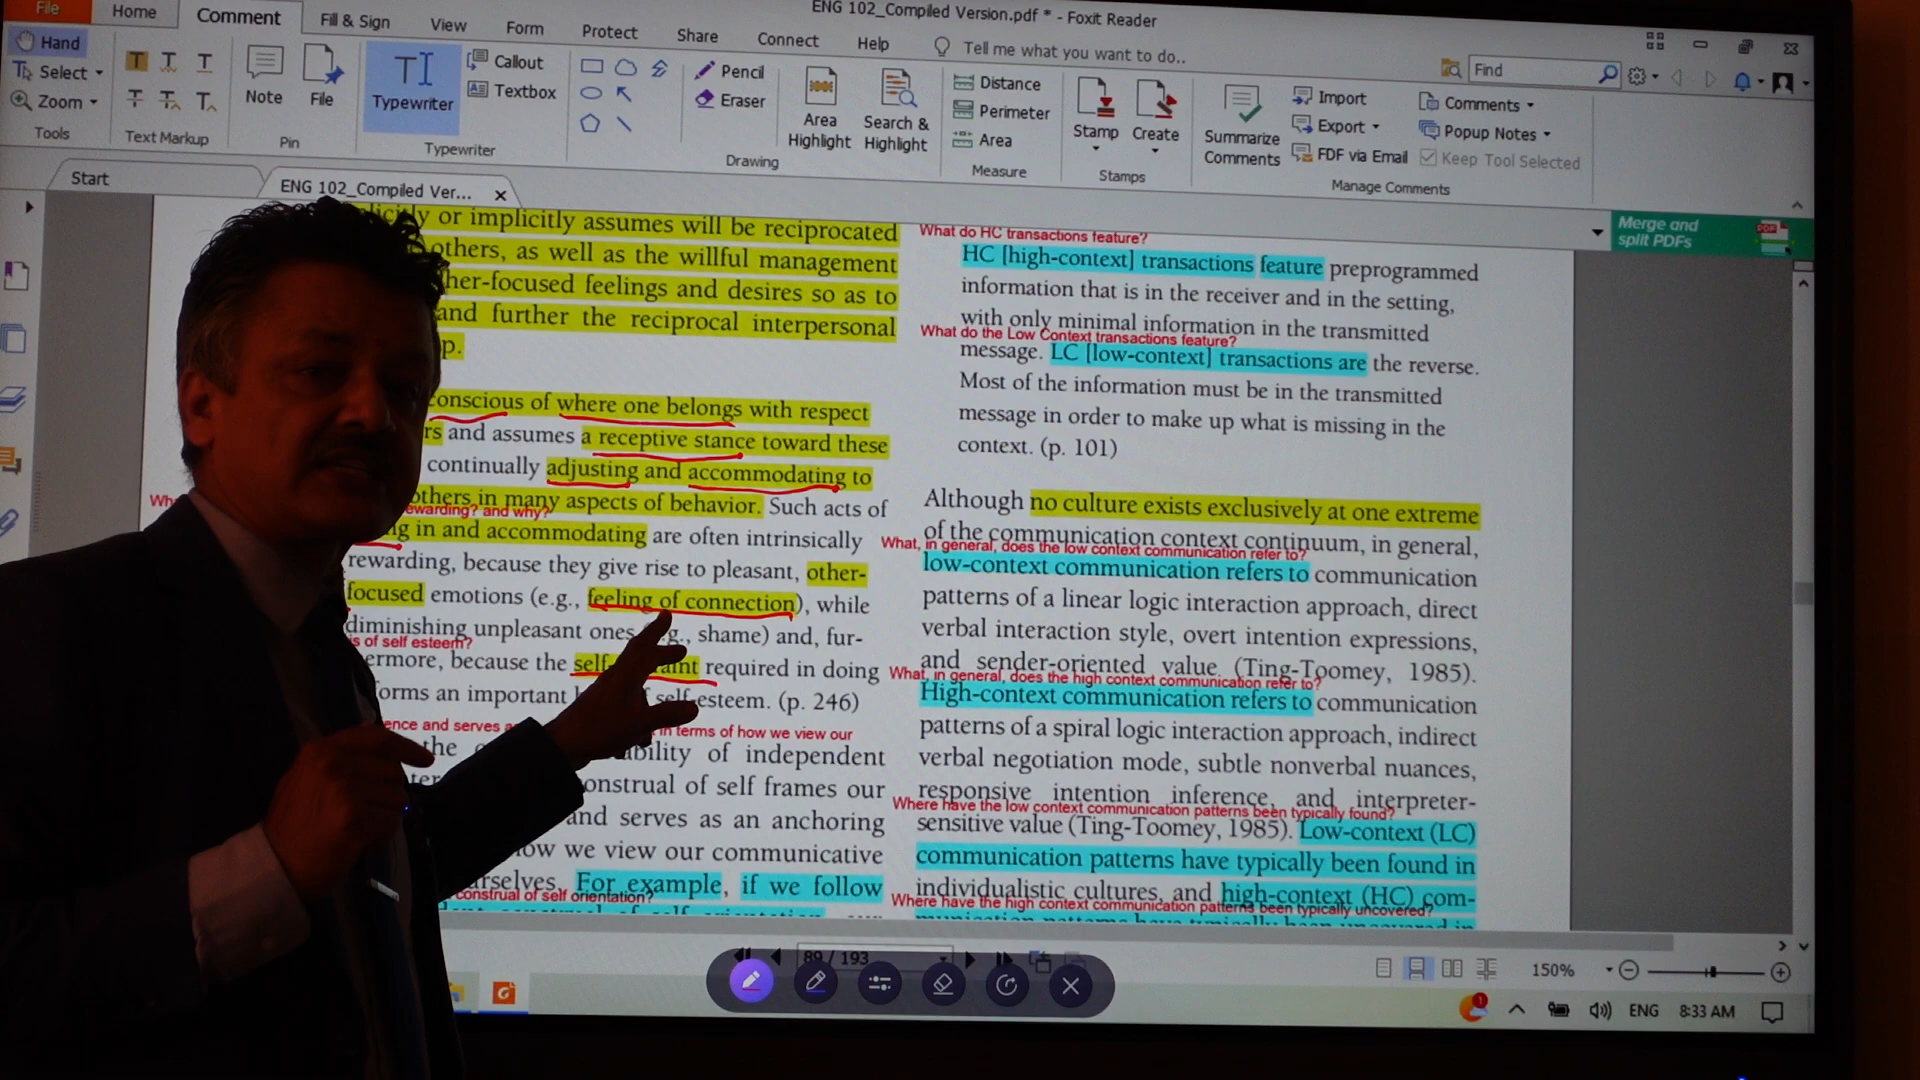 ENG 102_Compiled Version.pdf * - Foxit Reader
File Home Comment Fill & Sign View Form Protect Share Connect Help Tell me what you want to do..
Find
Hand
Select
Zoom
Tools
Text Markup
Note
File
Pin
Typewriter
Callout
Textbox
Typewriter
Pencil
Eraser
Area Highlight
Search & Highlight
Drawing
Distance
Perimeter
Area
Measure
Stamp
Create
Stamps
Summarize Comments
Import
Export
FDF via Email
Comments
Popup Notes
Keep Tool Selected
Manage Comments
Start
ENG 102_Compiled Ver...
Merge and
split PDFs
or implicitly assumes will be reciprocated
others, as well as the willful management
feelings and desires so as to
and further the reciprocal interpersonal
p.
of where one belongs with respect
and assumes a receptive stance toward these
continually adjusting and accommodating to
others in many aspects of behavior. Such acts of
rewarding? and why?
in and accommodating are often intrinsically
rewarding, because they give rise to pleasant, other-
focused emotions (e.g., feeling of connection), while
diminishing unpleasant ones shame) and, fur-
is of self esteem?
because the required in doing
forms an important self-esteem. (p. 246)
ence and serves in terms of how we view our
the of independent
construal of self frames our
and serves as an anchoring
how we view our communicative
For example, if we follow
construal of self orientation?
What do HC transactions feature?
HC [high-context] transactions feature preprogrammed
information that is in the receiver and in the setting,
with only minimal information in the transmitted
What do the Low Context transactions feature?
message. LC [low-context] transactions are the reverse.
Most of the information must be in the transmitted
message in order to make up what is missing in the
context. (p. 101)
Although no culture exists exclusively at one extreme
of the communication context continuum, in general,
What, in general, does the low context communication refer to?
low-context communication refers to communication
patterns of a linear logic interaction approach, direct
verbal interaction style, overt intention expressions,
and sender-oriented value (Ting-Toomey, 1985).
What, in general, does the high context communication refer to?
High-context communication refers to communication
patterns of a spiral logic interaction approach, indirect
verbal negotiation mode, subtle nonverbal nuances,
responsive intention inference, and interpreter-
Where have the low context communication patterns been typically found?
sensitive value (Ting-Toomey, 1985). Low-context (LC)
communication patterns have typically been found in
individualistic cultures, and high-context (HC) com-
Where have the high context communication patterns been typically uncovered?
89 / 193
150%
ENG 8:33 AM